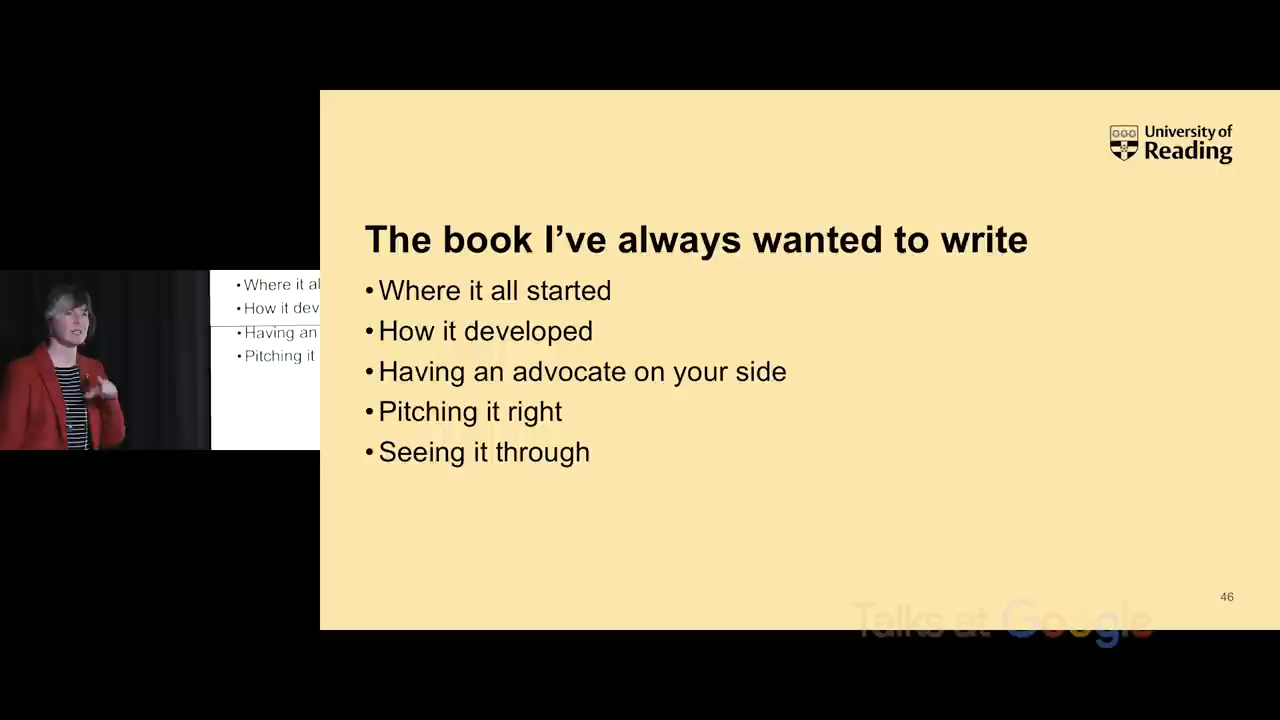 University of
Reading
The book I’ve always wanted to write
• Where it all started
• How it developed
• Having an advocate on your side
• Pitching it right
• Seeing it through
46
Talks at Google
• Where it al
• How it dev
• Having an
• Pitching it